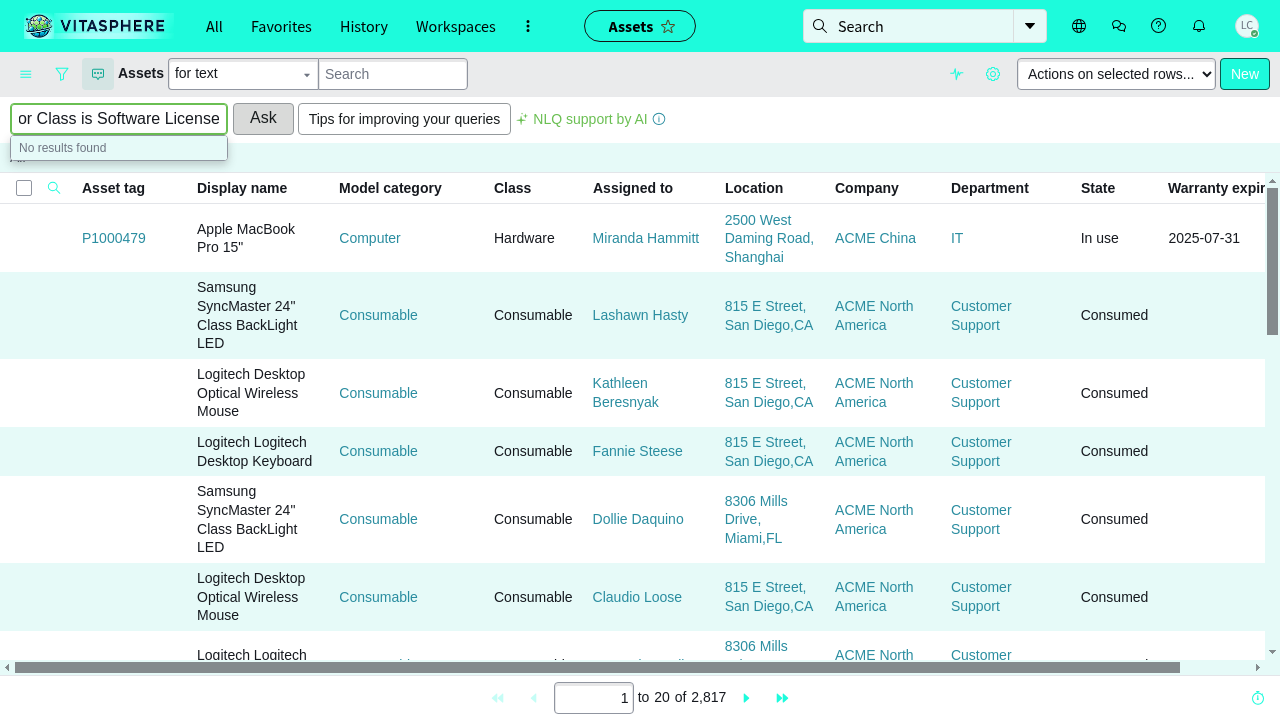 VITASPHERE All Favorites History Workspaces Assets Search LC
Assets for text Search Actions on selected rows... New
or Class is Software License Ask Tips for improving your queries NLQ support by AI
No results found
Asset tag Display name Model category Class Assigned to Location Company Department State Warranty expir
P1000479 Apple MacBook Pro 15" Computer Hardware Miranda Hammitt 2500 West Daming Road, Shanghai ACME China IT In use 2025-07-31
Samsung SyncMaster 24" Class BackLight LED Consumable Consumable Lashawn Hasty 815 E Street, San Diego,CA ACME North America Customer Support Consumed
Logitech Desktop Optical Wireless Mouse Consumable Consumable Kathleen Beresnyak 815 E Street, San Diego,CA ACME North America Customer Support Consumed
Logitech Logitech Desktop Keyboard Consumable Consumable Fannie Steese 815 E Street, San Diego,CA ACME North America Customer Support Consumed
Samsung SyncMaster 24" Class BackLight LED Consumable Consumable Dollie Daquino 8306 Mills Drive, Miami,FL ACME North America Customer Support Consumed
Logitech Desktop Optical Wireless Mouse Consumable Consumable Claudio Loose 815 E Street, San Diego,CA ACME North America Customer Support Consumed
Logitech Logitech 8306 Mills ACME North Customer
1 to 20 of 2,817